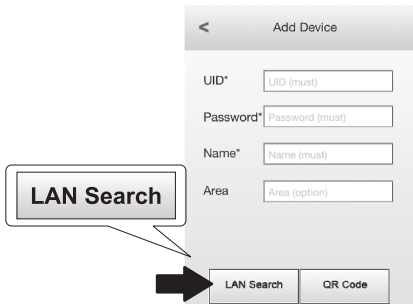 < Add Device
UID* UID (must)
Password* Password (must)
Name* Name (must)
Area Area (option)
LAN Search
LAN Search QR Code